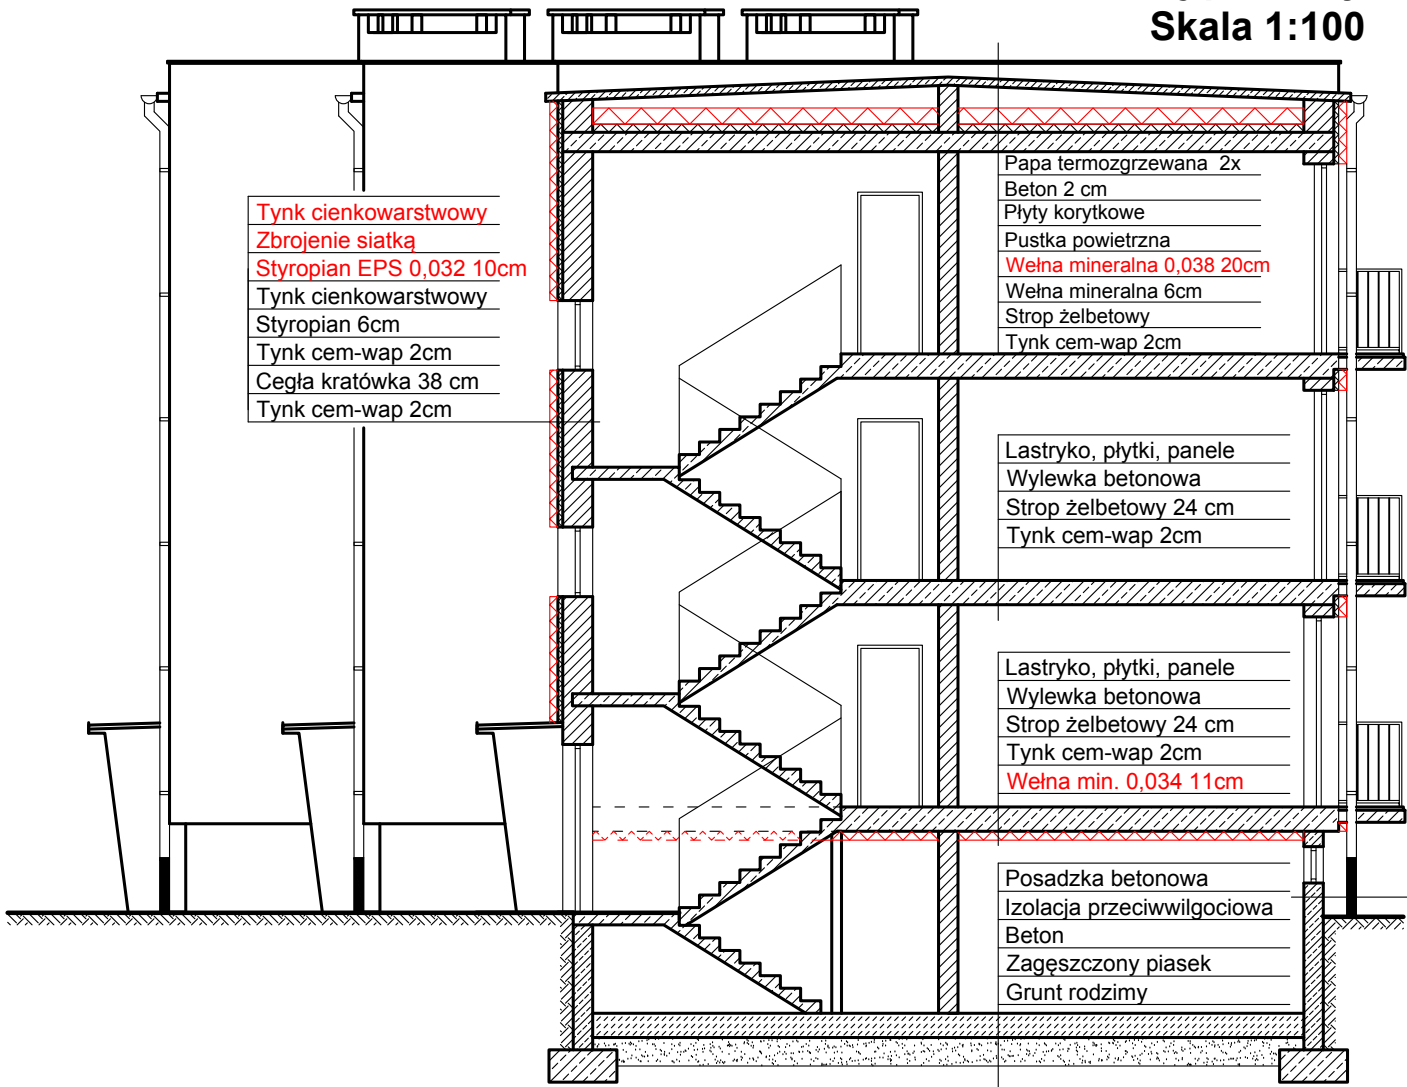 Skala 1:100
Tynk cienkowarstwowy
Zbrojenie siatką
Styropian EPS 0,032 10cm
Tynk cienkowarstwowy
Styropian 6cm
Tynk cem-wap 2cm
Cegła kratówka 38 cm
Tynk cem-wap 2cm
Papa termozgrzewana 2x
Beton 2 cm
Płyty korytkowe
Pustka powietrzna
Wełna mineralna 0,038 20cm
Wełna mineralna 6cm
Strop żelbetowy
Tynk cem-wap 2cm
Lastryko, płytki, panele
Wylewka betonowa
Strop żelbetowy 24 cm
Tynk cem-wap 2cm
Lastryko, płytki, panele
Wylewka betonowa
Strop żelbetowy 24 cm
Tynk cem-wap 2cm
Wełna min. 0,034 11cm
Posadzka betonowa
Izolacja przeciwwilgociowa
Beton
Zagęszczony piasek
Grunt rodzimy